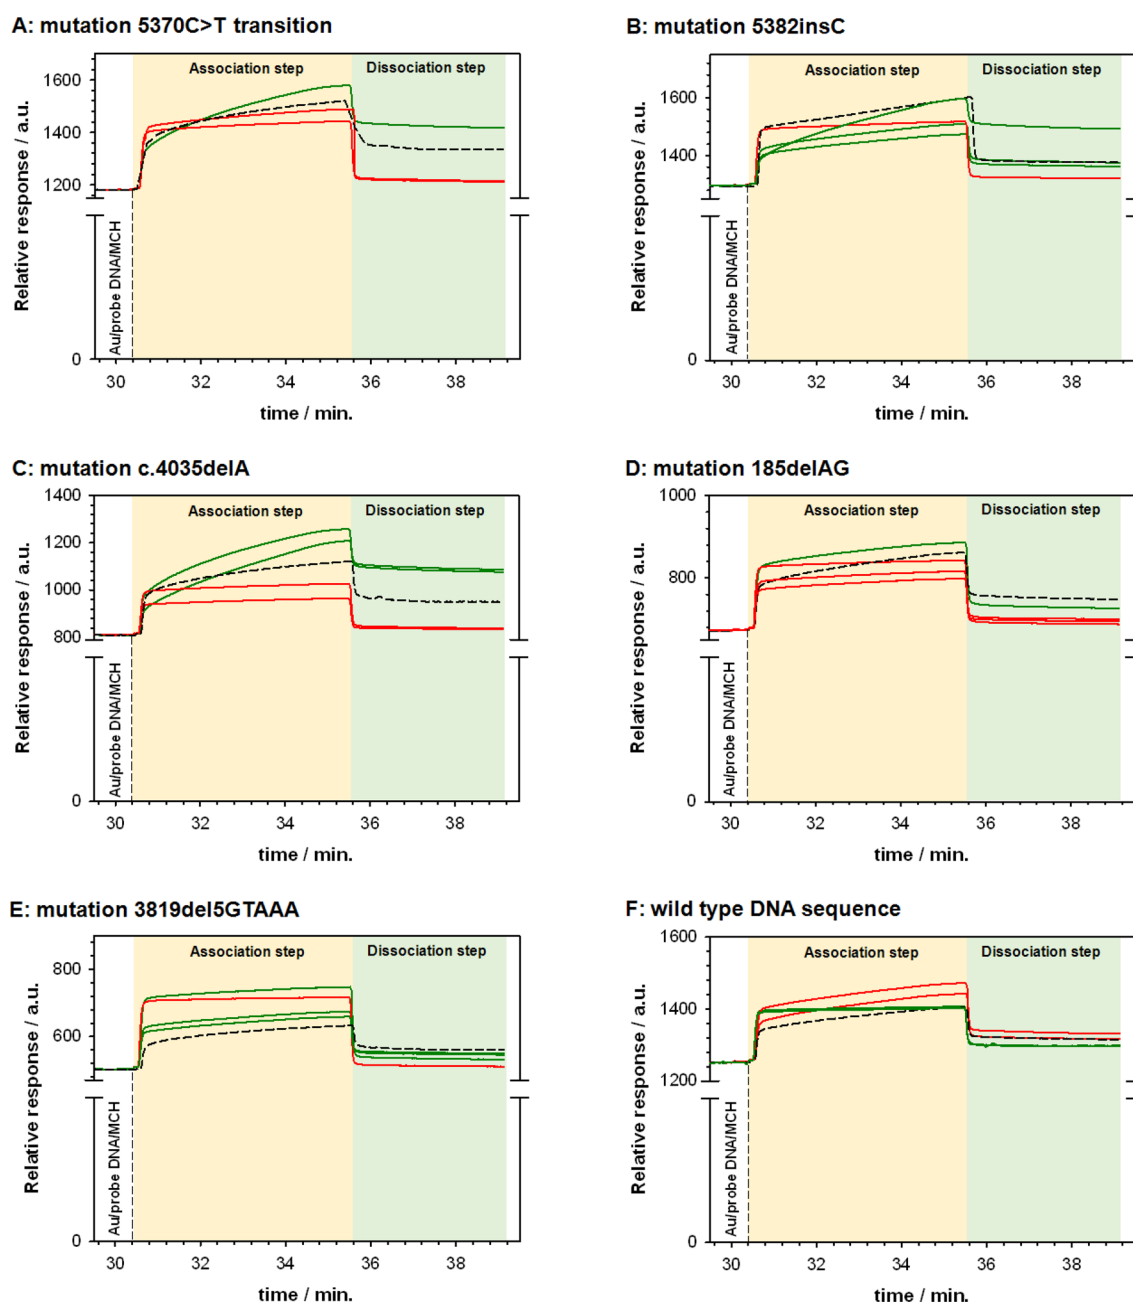 A: mutation 5370C>T transition
Association step
Dissociation step
1600
1400
1200
0
Relative response / a.u.
Au/probe DNA/MCH
30
32
34
36
38
time / min.
B: mutation 5382insC
Association step
Dissociation step
1600
1400
0
Relative response / a.u.
Au/probe DNA/MCH
30
32
34
36
38
time / min.
C: mutation c.4035delA
Association step
Dissociation step
1400
1200
1000
800
0
Relative response / a.u.
Au/probe DNA/MCH
30
32
34
36
38
time / min.
D: mutation 185delAG
Association step
Dissociation step
1000
800
0
Relative response / a.u.
Au/probe DNA/MCH
30
32
34
36
38
time / min.
E: mutation 3819del5GTAAA
Association step
Dissociation step
800
600
0
Relative response / a.u.
Au/probe DNA/MCH
30
32
34
36
38
time / min.
F: wild type DNA sequence
Association step
Dissociation step
1600
1400
1200
0
Relative response / a.u.
Au/probe DNA/MCH
30
32
34
36
38
time / min.